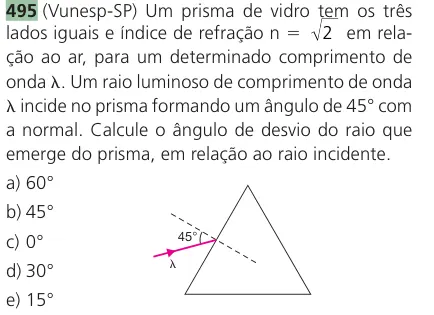 495 (Vunesp-SP) Um prisma de vidro tem os três
lados iguais e índice de refração n = √2 em rela-
ção ao ar, para um determinado comprimento de
onda λ. Um raio luminoso de comprimento de onda
λ incide no prisma formando um ângulo de 45° com
a normal. Calcule o ângulo de desvio do raio que
emerge do prisma, em relação ao raio incidente.
a) 60°
b) 45°
c) 0°
d) 30°
e) 15°
45°
λ